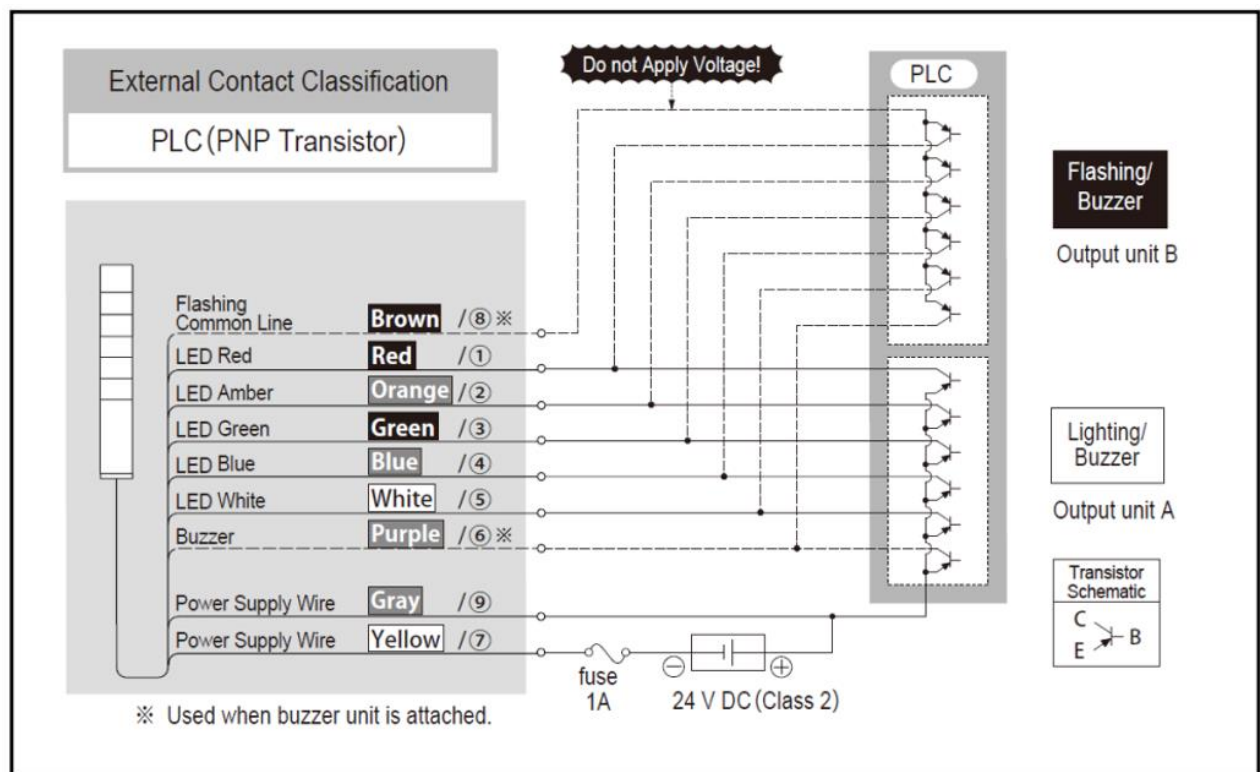 External Contact Classification
PLC(PNP Transistor)
Do not Apply Voltage!
PLC
Flashing/
Buzzer
Output unit B
Flashing
Common Line Brown /⑧※
LED Red Red /①
LED Amber Orange /②
LED Green Green /③
LED Blue Blue /④
LED White White /⑤
Buzzer Purple /⑥※
Power Supply Wire Gray /⑨
Power Supply Wire Yellow /⑦
Lighting/
Buzzer
Output unit A
Transistor
Schematic
C
B
E
− +
fuse
1A
24 V DC(Class 2)
※ Used when buzzer unit is attached.